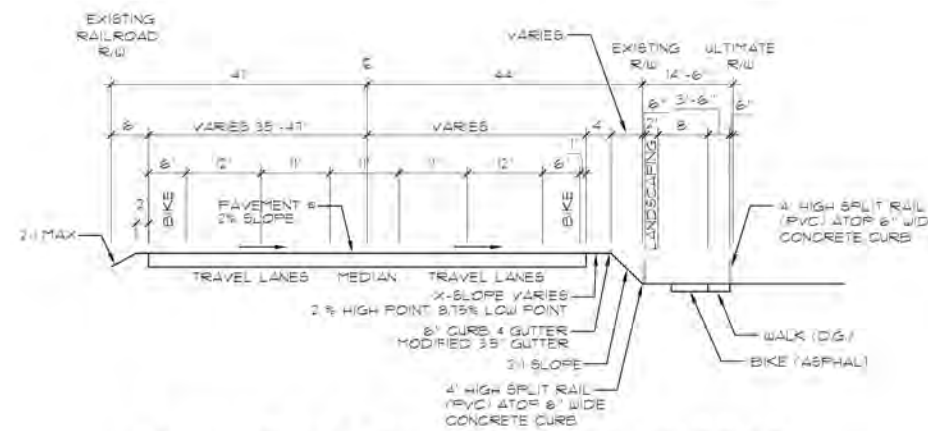 EXISTING
RAILROAD
R/W
VARIES
EXISTING
R/W
ULTIMATE
R/W
41'
℄
44'
14'-6"
6"
3'-6"
6"
6'
VARIES 35'-41'
VARIES
4'
2'
8'
1'
6'
12'
11'
11'
11'
12'
6'
LANDSCAPING
2'
BIKE
PAVEMENT @
2% SLOPE
BIKE
4' HIGH SPLIT RAIL
(PVC) ATOP 6" WIDE
CONCRETE CURB
2:1 MAX
TRAVEL LANES
MEDIAN
TRAVEL LANES
X-SLOPE VARIES
2 % HIGH POINT 8.75% LOW POINT
6" CURB & GUTTER
MODIFIED 3.5" GUTTER
WALK (D.G.)
BIKE (ASPHAL)
2:1 SLOPE
4' HIGH SPLIT RAIL
(PVC) ATOP 6" WIDE
CONCRETE CURB